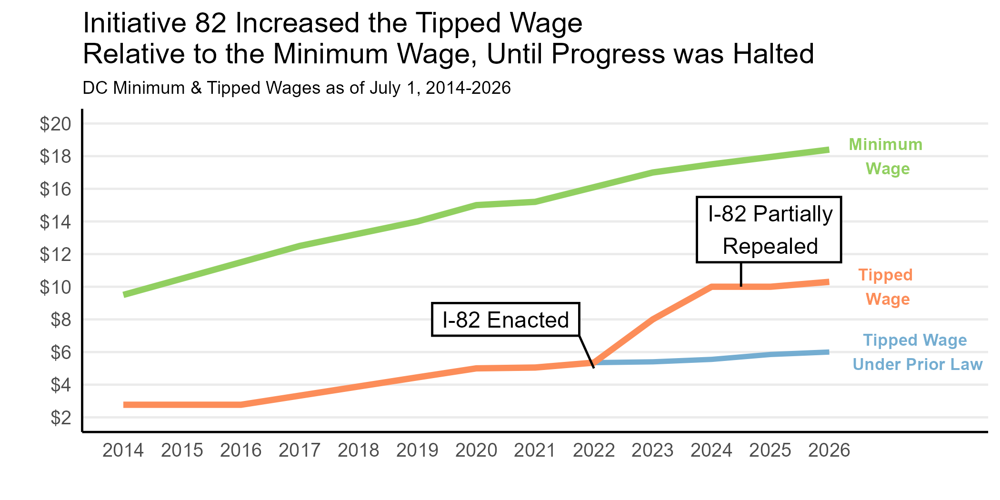 Initiative 82 Increased the Tipped Wage
Relative to the Minimum Wage, Until Progress was Halted
DC Minimum & Tipped Wages as of July 1, 2014-2026
$20
$18
$16
$14
$12
$10
$8
$6
$4
$2
Minimum
Wage
I-82 Partially
Repealed
Tipped
Wage
I-82 Enacted
Tipped Wage
Under Prior Law
2014 2015 2016 2017 2018 2019 2020 2021 2022 2023 2024 2025 2026